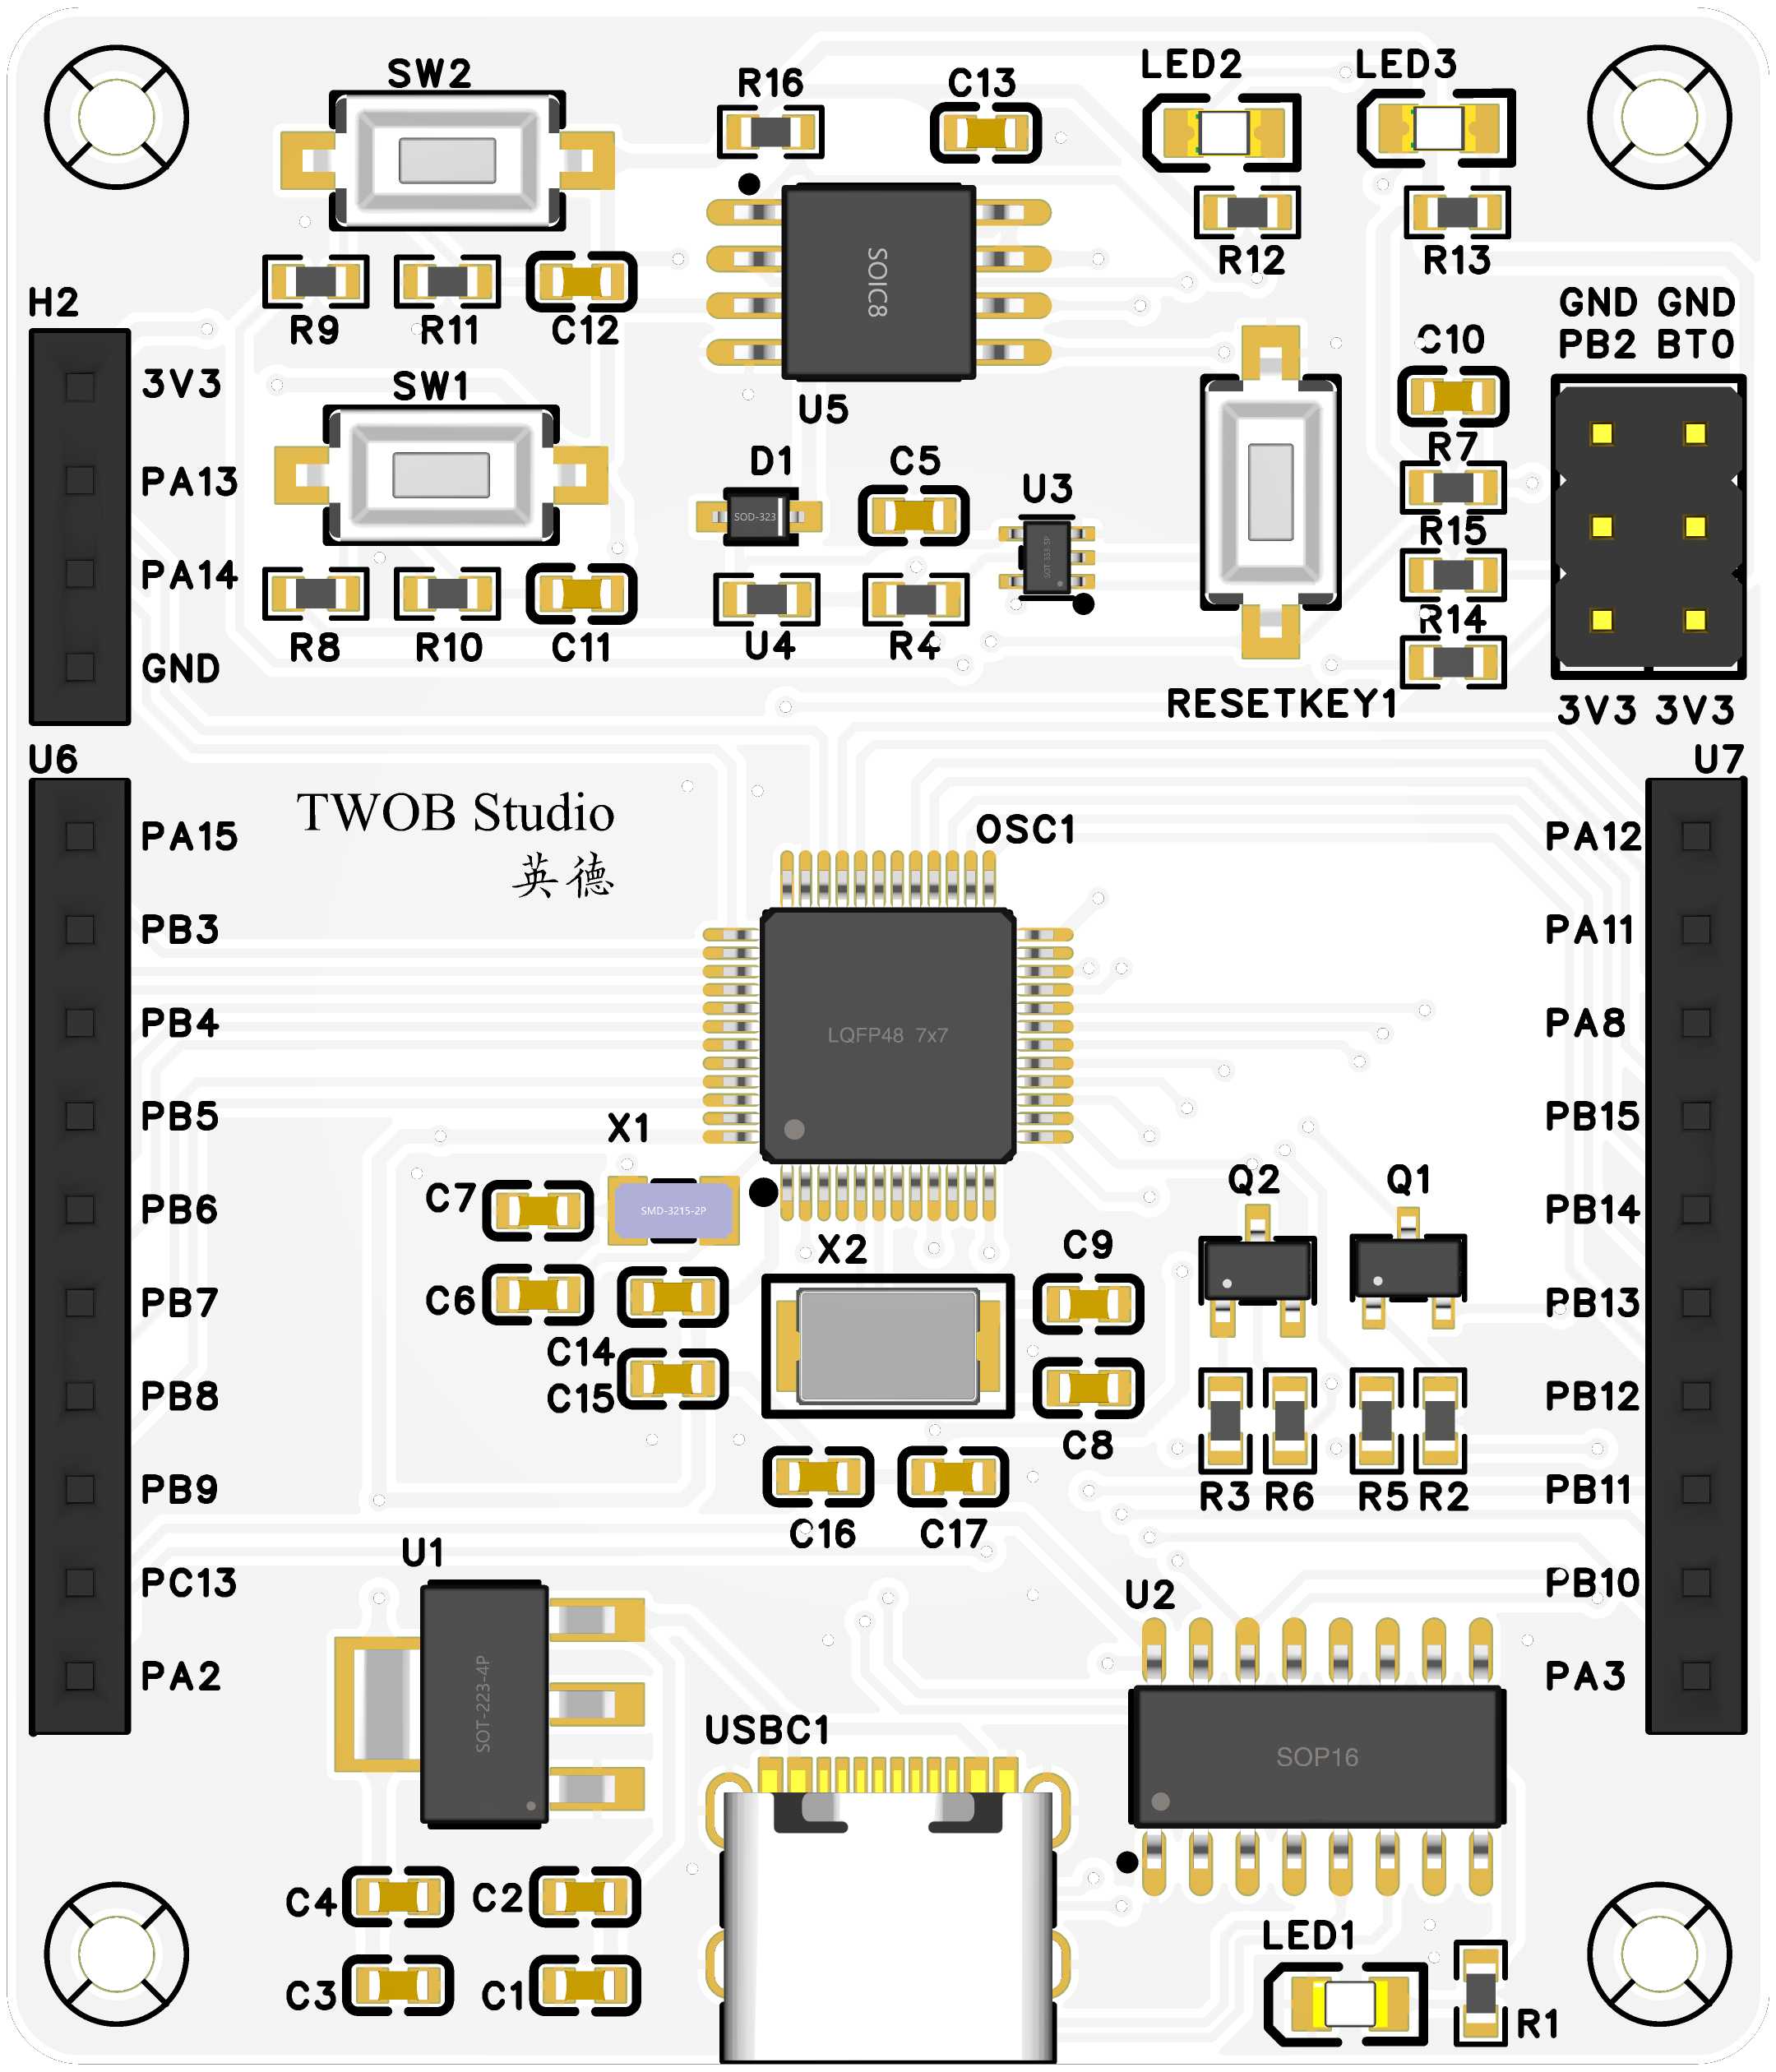 SW2
R16
C13
LED2
LED3
SOIC8
R12
R13
R9
R11
C12
H2
3V3
PA13
PA14
GND
SW1
U5
GND GND
PB2 BT0
C10
R7
R15
R14
3V3 3V3
D1
SOD-323
C5
U3
SOT-353-5P
R8
R10
C11
U4
R4
RESETKEY1
U6
U7
TWOB Studio
英德
OSC1
PA15
PB3
PB4
PB5
PB6
PB7
PB8
PB9
PC13
PA2
PA12
PA11
PA8
PB15
PB14
PB13
PB12
PB11
PB10
PA3
LQFP48 7x7
X1
SMD-3215-2P
C7
C6
C14
C15
X2
C9
C8
Q2
Q1
R3
R6
R5
R2
C16
C17
U1
SOT-223-4P
U2
SOP16
USBC1
C4
C2
C3
C1
LED1
R1